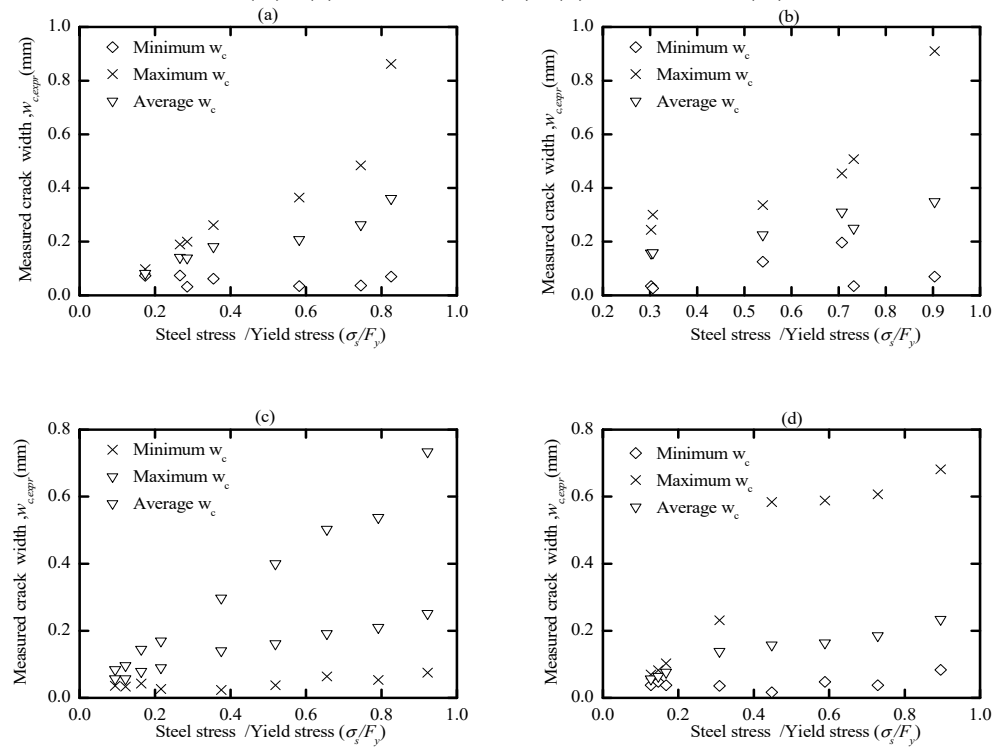 (a)
1.0
0.8
0.6
0.4
0.2
0.0
Measured crack width ,w_c,expr (mm)
◇ Minimum w_c
× Maximum w_c
▽ Average w_c
0.0 0.2 0.4 0.6 0.8 1.0
Steel stress /Yield stress (σ_s/F_y)
(b)
1.0
0.8
0.6
0.4
0.2
0.0
Measured crack width ,w_c,expr (mm)
◇ Minimum w_c
× Maximum w_c
▽ Average w_c
0.2 0.3 0.4 0.5 0.6 0.7 0.8 0.9 1.0
Steel stress /Yield stress (σ_s/F_y)
(c)
0.8
0.6
0.4
0.2
0.0
Measured crack width ,w_c,expr (mm)
× Minimum w_c
▽ Maximum w_c
▽ Average w_c
0.0 0.2 0.4 0.6 0.8 1.0
Steel stress /Yield stress (σ_s/F_y)
(d)
0.8
0.6
0.4
0.2
0.0
Measured crack width ,w_c,expr (mm)
◇ Minimum w_c
× Maximum w_c
▽ Average w_c
0.0 0.2 0.4 0.6 0.8 1.0
Steel stress /Yield stress (σ_s/F_y)